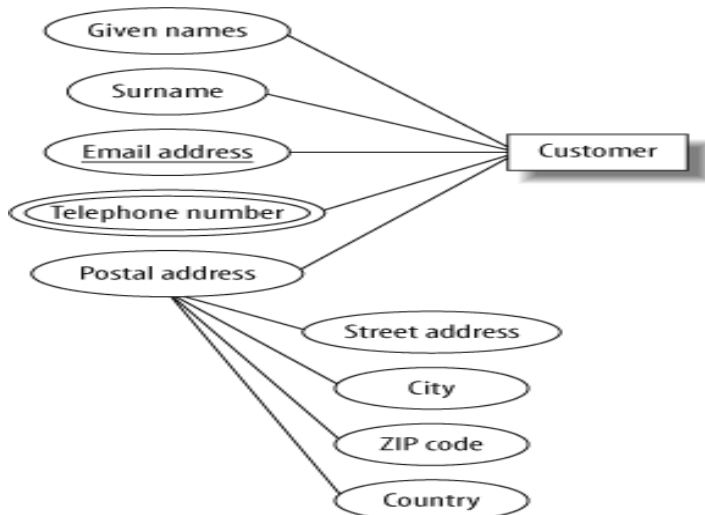 Given names
Surname
Email address
Customer
Telephone number
Postal address
Street address
City
ZIP code
Country